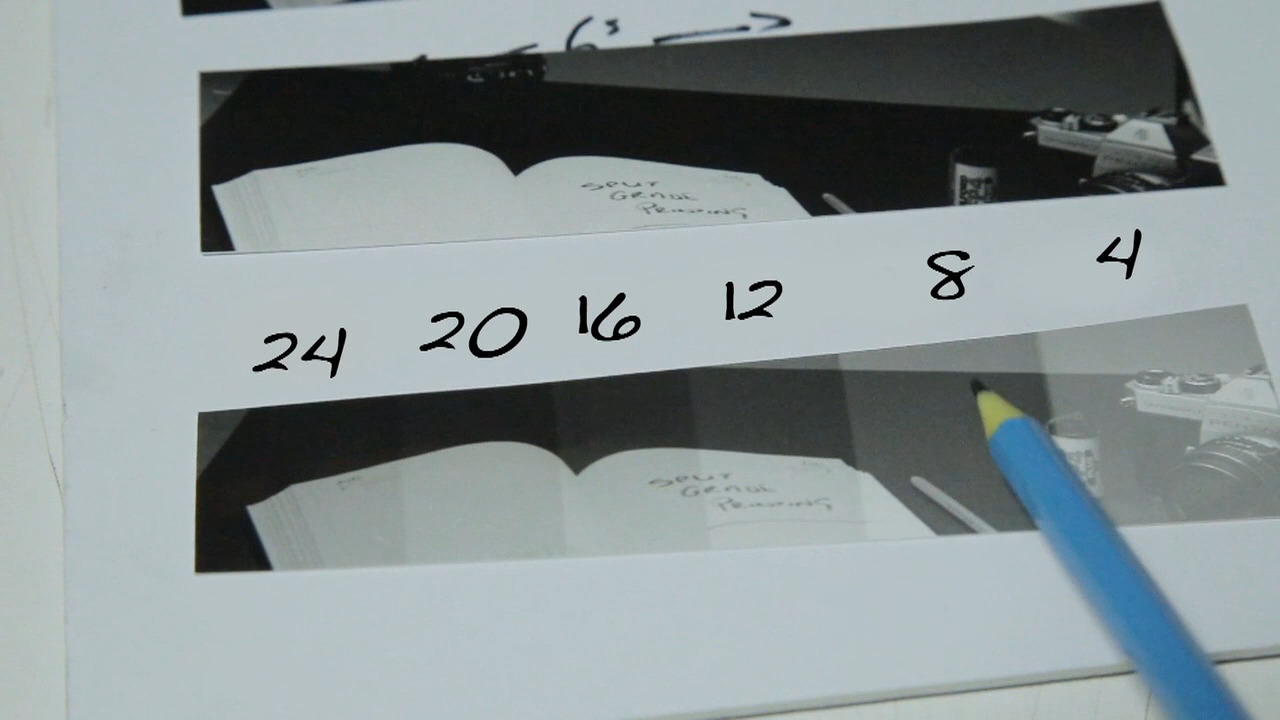 6s →
SPLIT
GRADE
PRINTING
24 20 16 12 8 4
SPLIT
GRADE
PRINTING